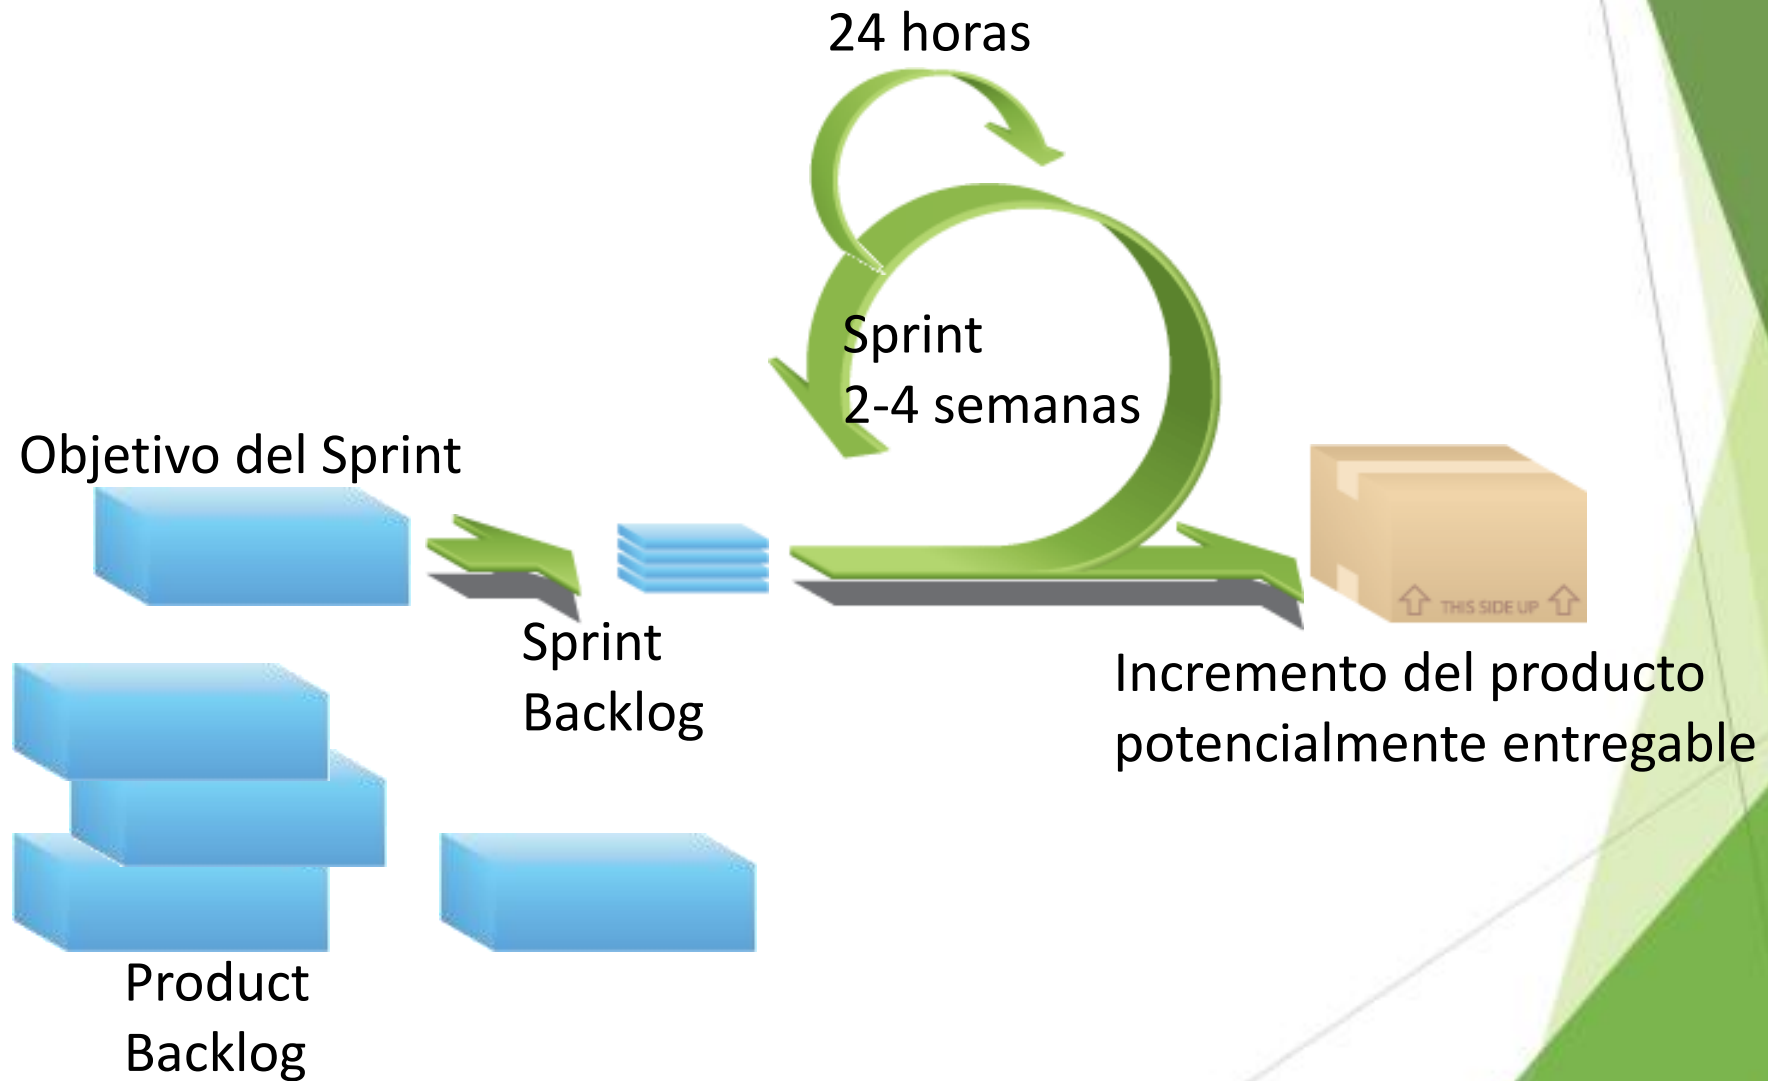 24 horas
Sprint
2-4 semanas
Objetivo del Sprint
THIS SIDE UP
Sprint
Backlog
Incremento del producto
potencialmente entregable
Product
Backlog